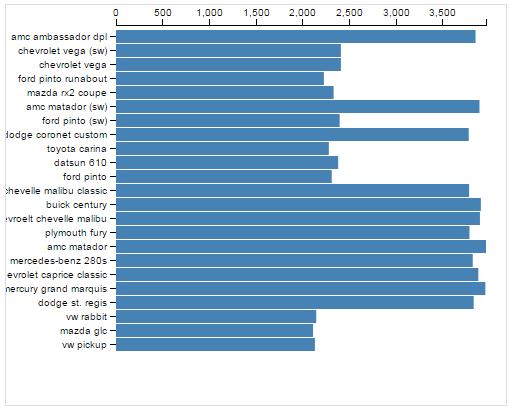 0 500 1,000 1,500 2,000 2,500 3,000 3,500
amc ambassador dpl
chevrolet vega (sw)
chevrolet vega
ford pinto runabout
mazda rx2 coupe
amc matador (sw)
ford pinto (sw)
dodge coronet custom
toyota carina
datsun 610
ford pinto
chevelle malibu classic
buick century
evroelt chevelle malibu
plymouth fury
amc matador
mercedes-benz 280s
evrolet caprice classic
mercury grand marquis
dodge st. regis
vw rabbit
mazda glc
vw pickup